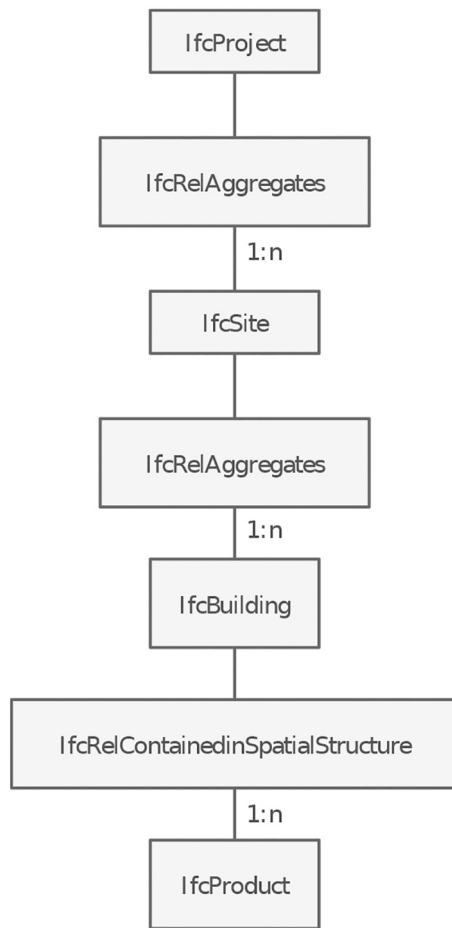 IfcProject
IfcRelAggregates
1:n
IfcSite
IfcRelAggregates
1:n
IfcBuilding
IfcRelContainedinSpatialStructure
1:n
IfcProduct